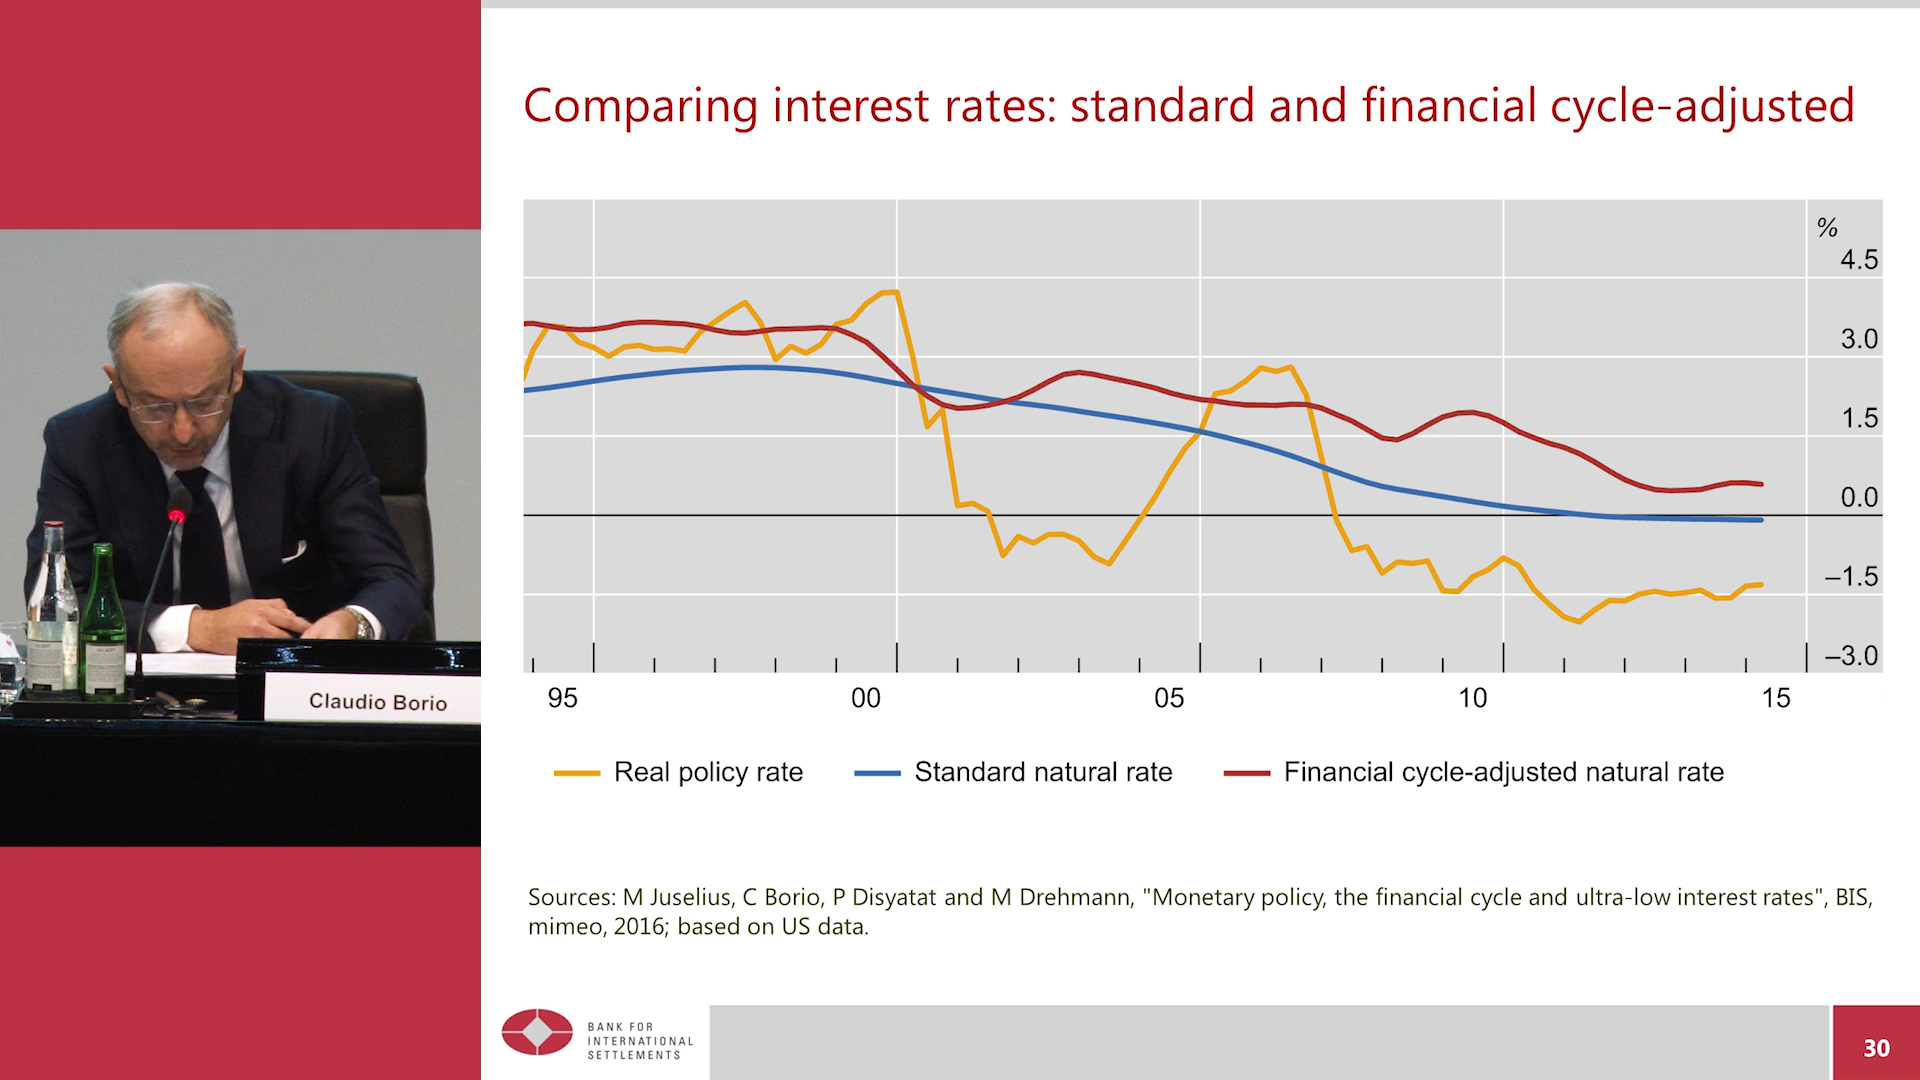 Comparing interest rates: standard and financial cycle-adjusted
%
4.5
3.0
1.5
0.0
–1.5
–3.0
95 00 05 10 15
Real policy rate Standard natural rate Financial cycle-adjusted natural rate
Sources: M Juselius, C Borio, P Disyatat and M Drehmann, "Monetary policy, the financial cycle and ultra-low interest rates", BIS,
mimeo, 2016; based on US data.
Claudio Borio
BANK FOR
INTERNATIONAL
SETTLEMENTS
30